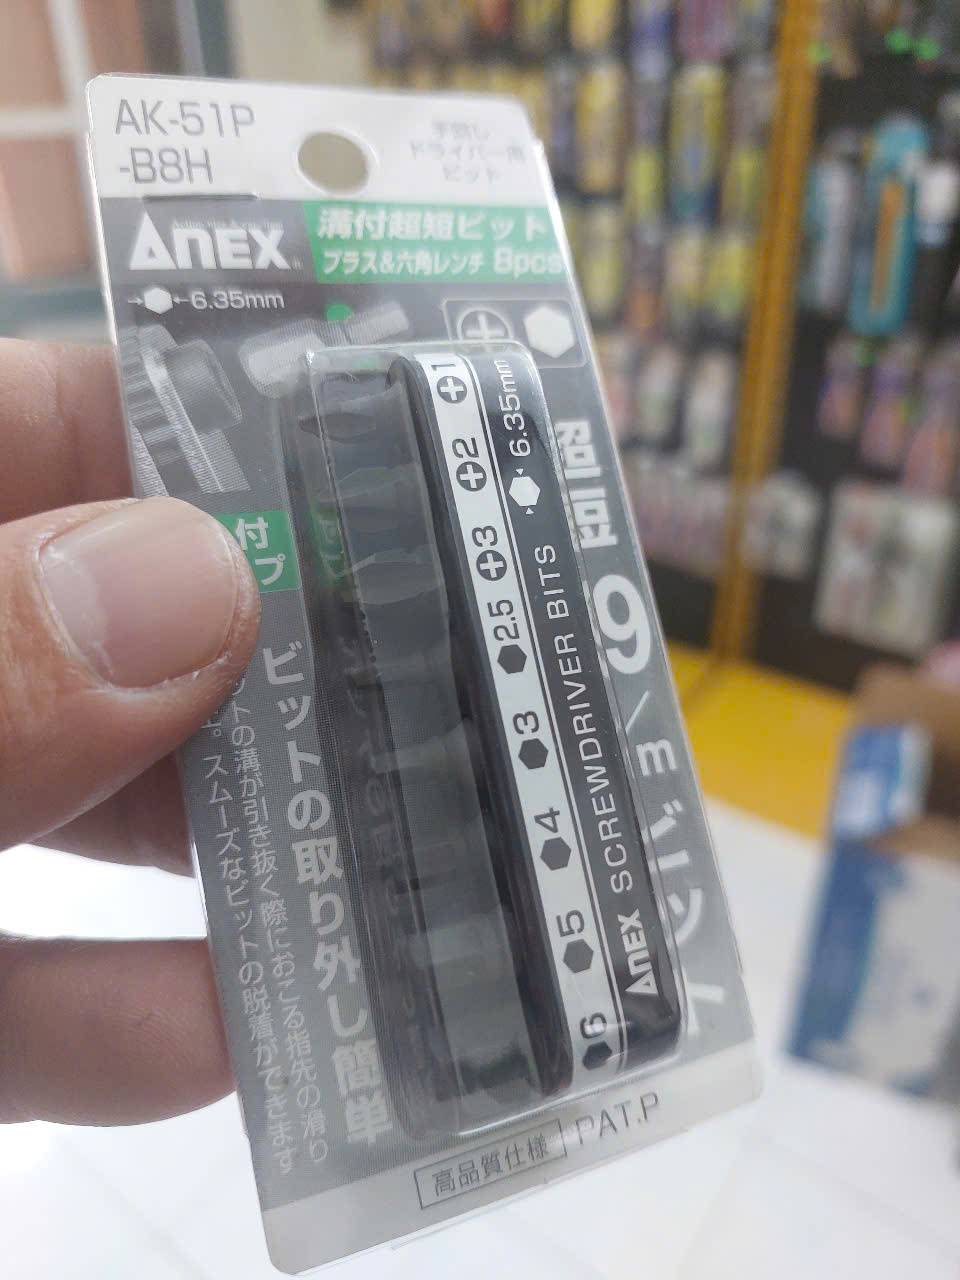 AK-51P
-B8H
手回し
ドライバー用
ビット
ANEX
溝付超短ビット
プラス&六角レンチ 8pcs
6.35mm
付
プ
ビットの取り外し簡単
の溝が引き抜く際におこる指先の滑り
スムーズなビットの脱着ができます
1
2
3
2.5
3
4
5
6
6.35mm
ANEX SCREWDRIVER BITS
9/mビット
高品質仕様
PAT.P